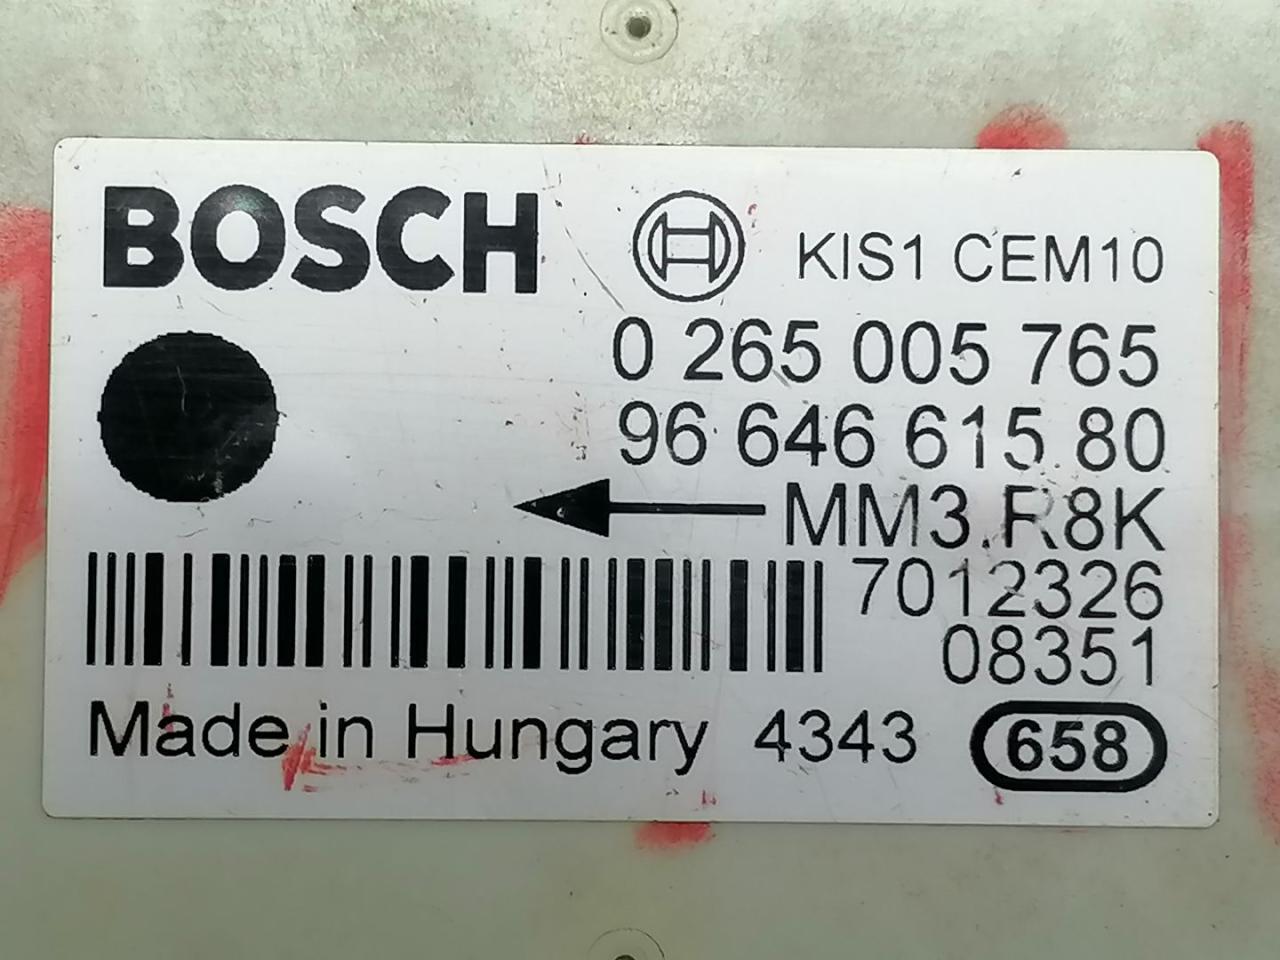 BOSCH
KIS1 CEM10
0 265 005 765
96 646 615 80
MM3.R8K
7012326
08351
Made in Hungary 4343 658